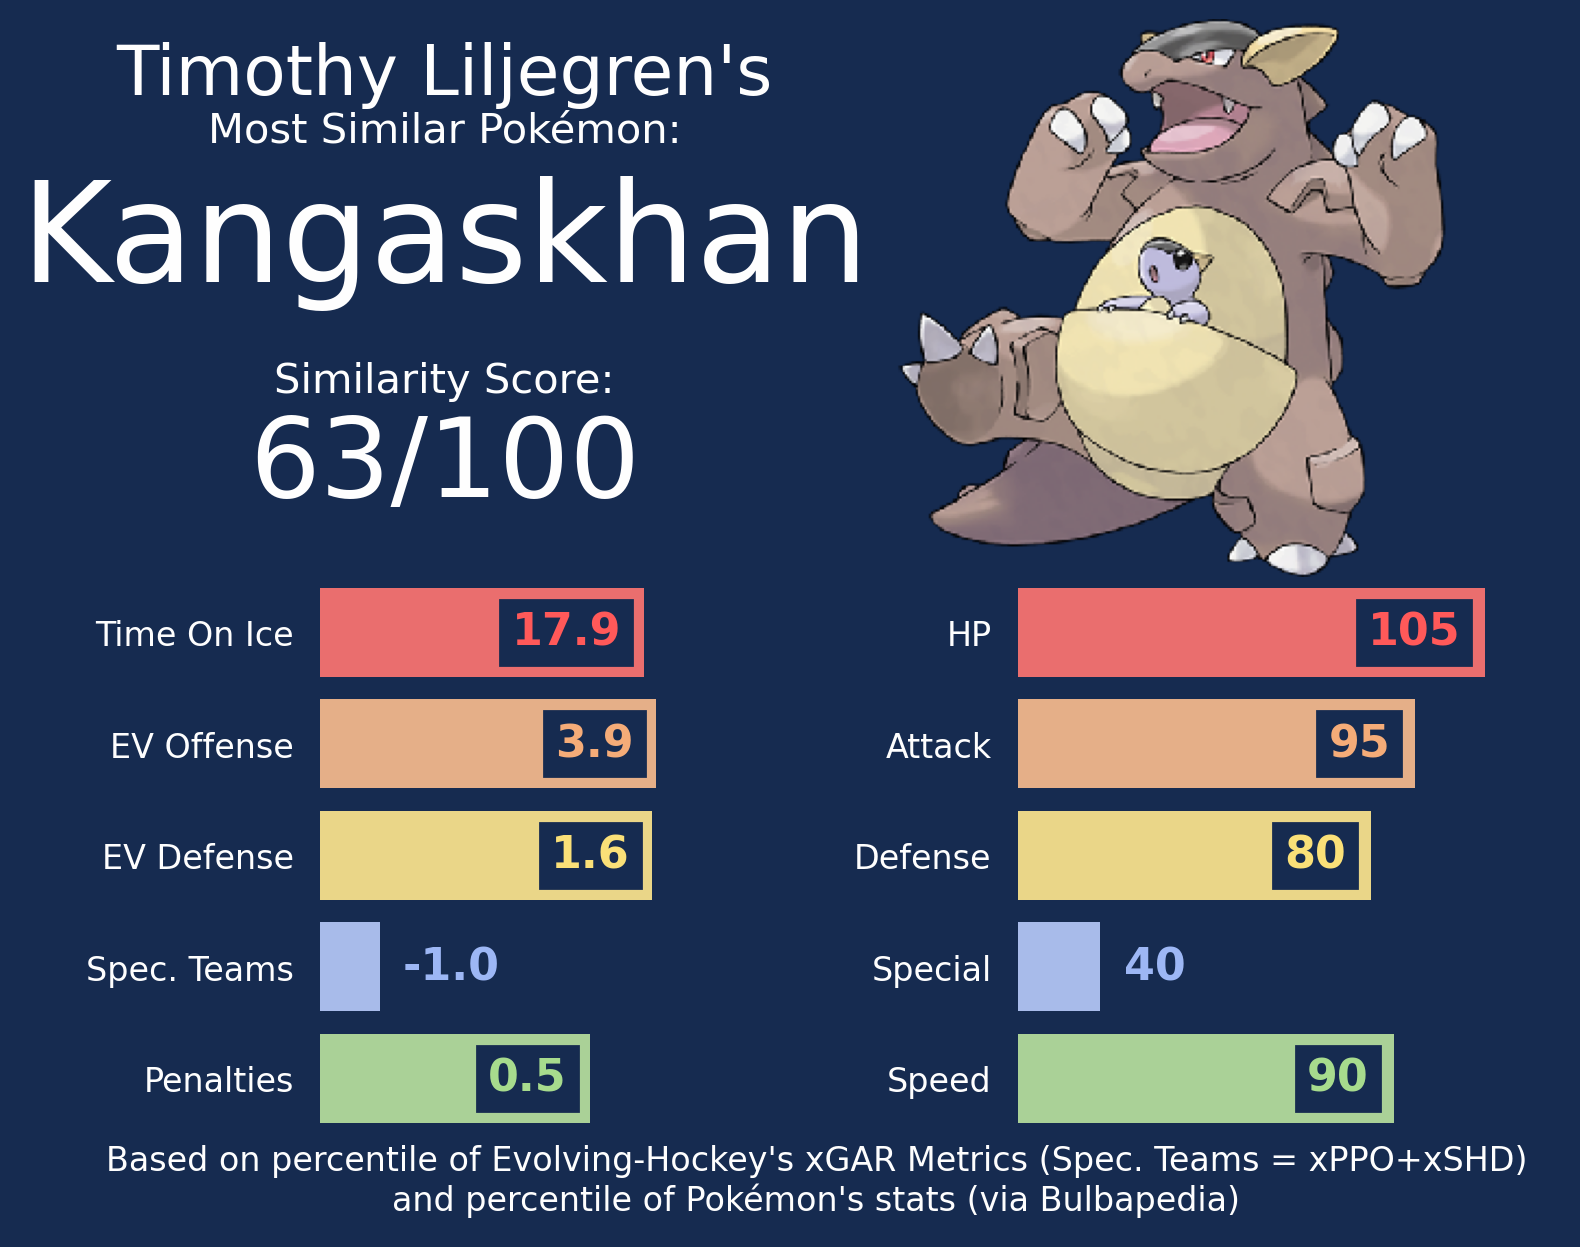 Timothy Liljegren's
Most Similar Pokémon:
Kangaskhan
Similarity Score:
63/100
Time On Ice 17.9
EV Offense 3.9
EV Defense 1.6
Spec. Teams -1.0
Penalties 0.5
HP 105
Attack 95
Defense 80
Special 40
Speed 90
Based on percentile of Evolving-Hockey's xGAR Metrics (Spec. Teams = xPPO+xSHD)
and percentile of Pokémon's stats (via Bulbapedia)